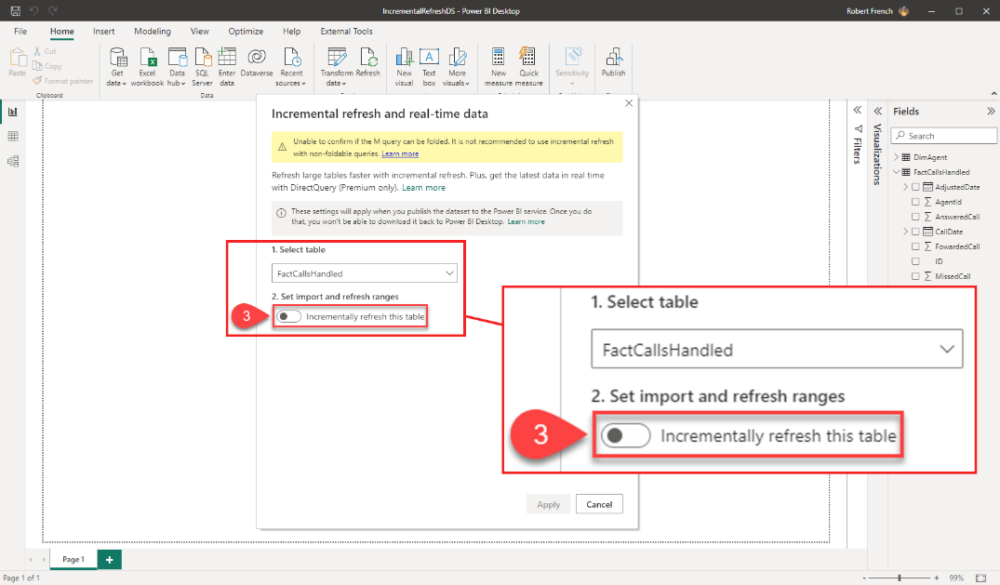 IncrementalRefreshDS - Power BI Desktop
Robert French
File Home Insert Modeling View Optimize Help External Tools
Paste
Cut
Copy
Format painter
Clipboard
Get data
Excel workbook
Data hub
SQL Server
Enter data
Dataverse
Recent sources
Data
Transform data
Refresh
New visual
Text box
More visuals
New measure
Quick measure
Sensitivity
Publish
Incremental refresh and real-time data
Unable to confirm if the M query can be folded. It is not recommended to use incremental refresh
with non-foldable queries. Learn more
Refresh large tables faster with incremental refresh. Plus, get the latest data in real time
with DirectQuery (Premium only). Learn more
These settings will apply when you publish the dataset to the Power BI service. Once you do
that, you won't be able to download it back to Power BI Desktop. Learn more
1. Select table
FactCallsHandled
2. Set import and refresh ranges
3
Incrementally refresh this table
1. Select table
FactCallsHandled
2. Set import and refresh ranges
3
Incrementally refresh this table
Apply
Cancel
Filters
Visualizations
Fields
Search
DimAgent
FactCallsHandled
AdjustedDate
AgentId
AnsweredCall
CallDate
FowardedCall
ID
MissedCall
Page 1
+
Page 1 of 1
- + 99%